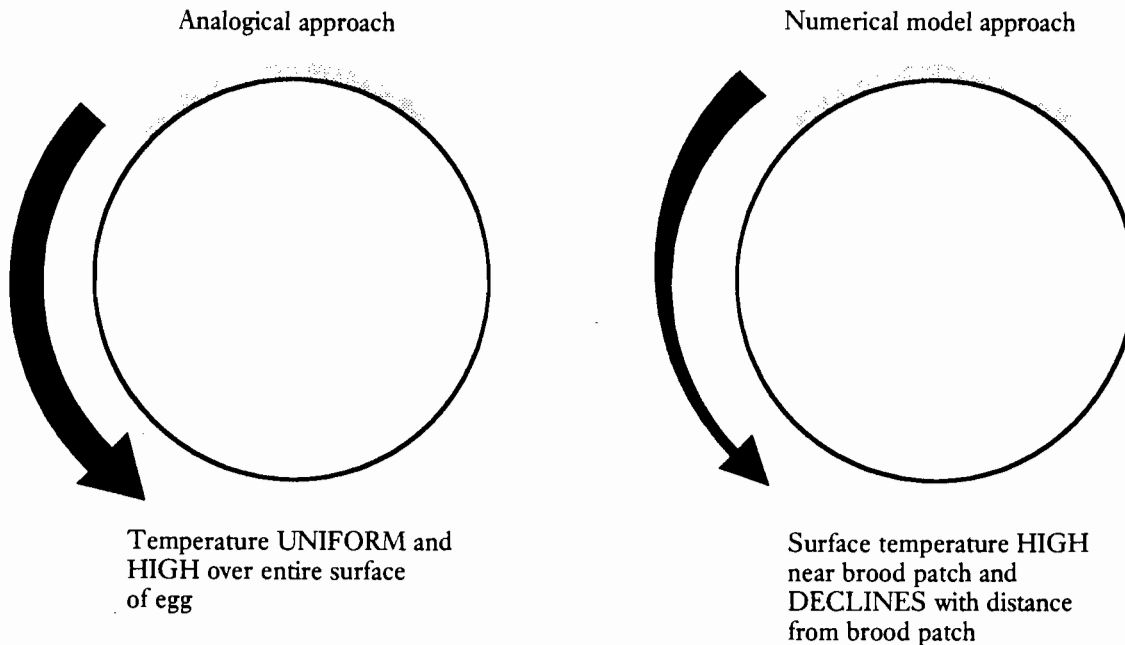 Analogical approach
Numerical model approach
Temperature UNIFORM and
HIGH over entire surface
of egg
Surface temperature HIGH
near brood patch and
DECLINES with distance
from brood patch